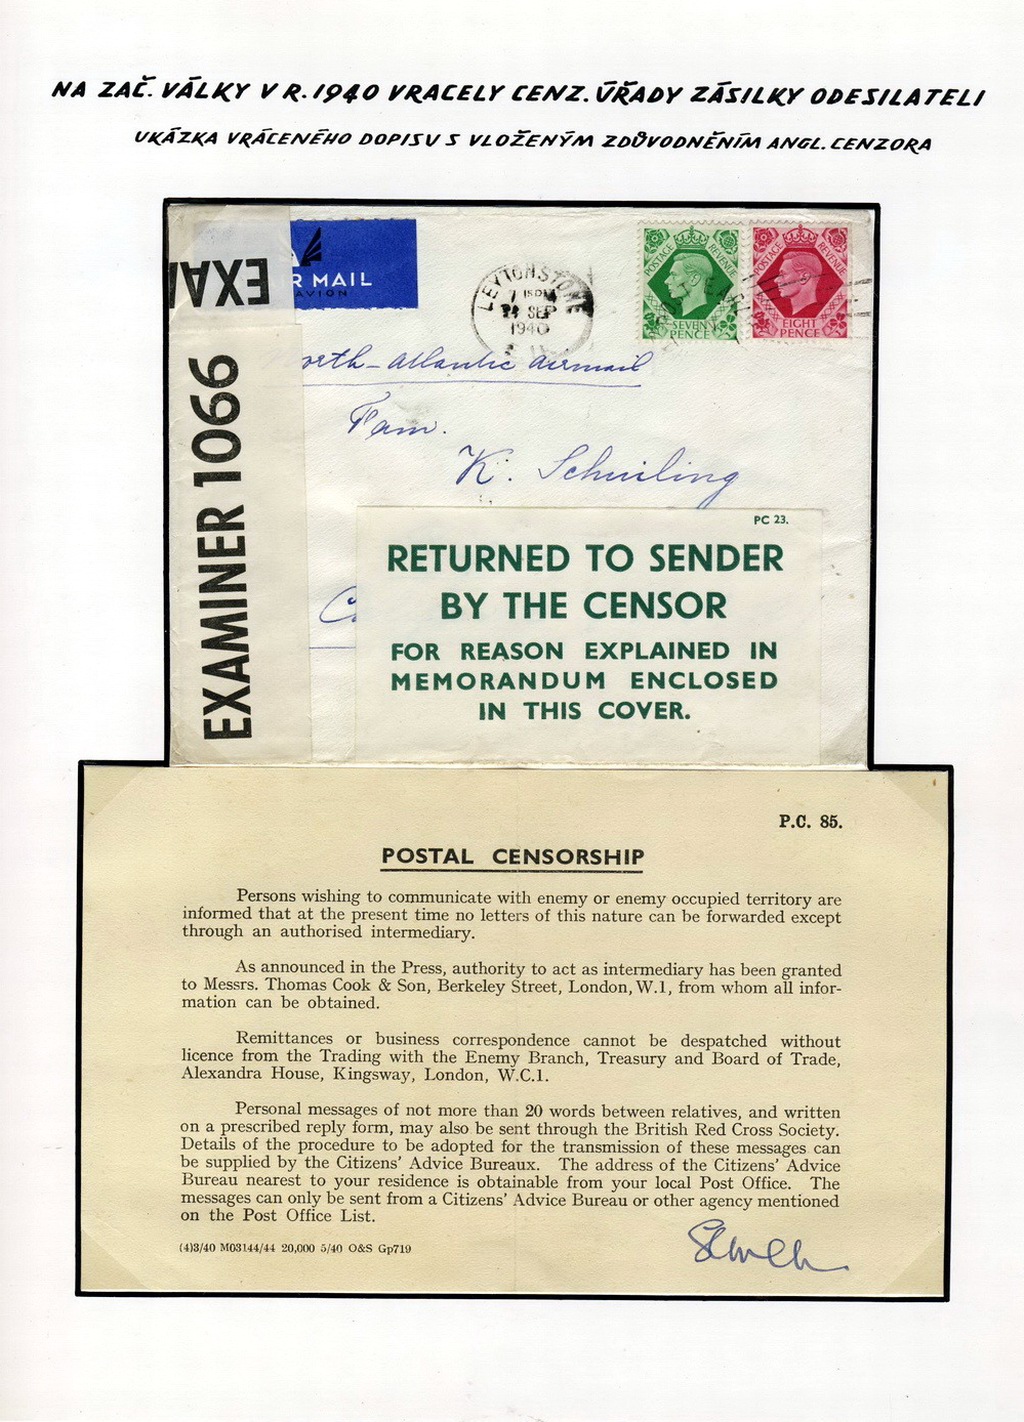 NA ZAČ. VÁLKY V R. 1940 VRACELY CENZ. ÚŘADY ZÁSILKY ODESILATELI
UKÁZKA VRÁCENÉHO DOPISU S VLOŽENÝM ZDŮVODNĚNÍM ANGL. CENZORA
EXA
R MAIL
AVION
LEYTONSTONE
24 SEP
1940
POSTAGE REVENUE
SEVEN
PENCE
POSTAGE REVENUE
EIGHT
PENCE
EXAMINER 1066
orth-atlantic airmail
Fam.
K. Schuiling
PC 23.
RETURNED TO SENDER
BY THE CENSOR
FOR REASON EXPLAINED IN
MEMORANDUM ENCLOSED
IN THIS COVER.
P.C. 85.
POSTAL CENSORSHIP
Persons wishing to communicate with enemy or enemy occupied territory are
informed that at the present time no letters of this nature can be forwarded except
through an authorised intermediary.
As announced in the Press, authority to act as intermediary has been granted
to Messrs. Thomas Cook & Son, Berkeley Street, London, W.1, from whom all infor-
mation can be obtained.
Remittances or business correspondence cannot be despatched without
licence from the Trading with the Enemy Branch, Treasury and Board of Trade,
Alexandra House, Kingsway, London, W.C.1.
Personal messages of not more than 20 words between relatives, and written
on a prescribed reply form, may also be sent through the British Red Cross Society.
Details of the procedure to be adopted for the transmission of these messages can
be supplied by the Citizens' Advice Bureaux. The address of the Citizens' Advice
Bureau nearest to your residence is obtainable from your local Post Office. The
messages can only be sent from a Citizens' Advice Bureau or other agency mentioned
on the Post Office List.
(4)3/40 M03144/44 20,000 5/40 O&S Gp719